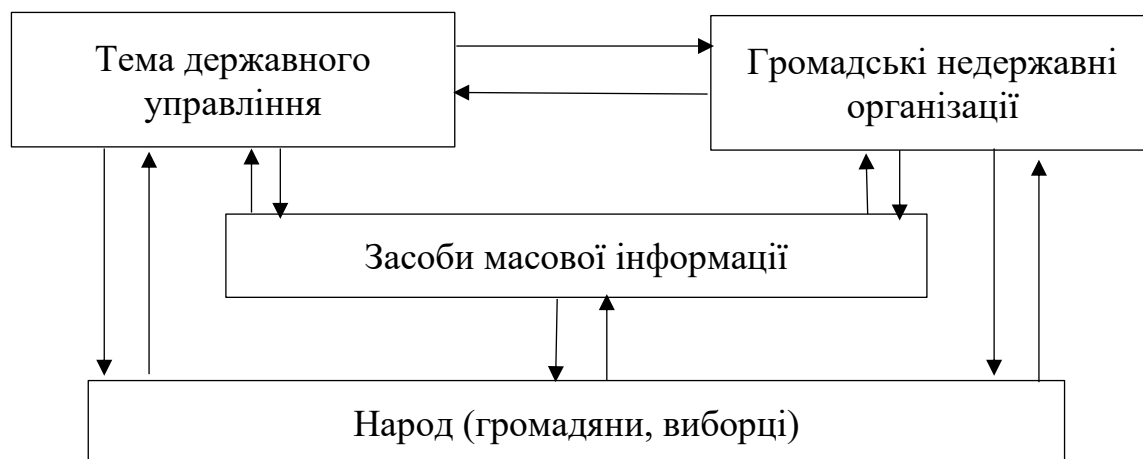 Тема державного
управління
Громадські недержавні
організації
Засоби масової інформації
Народ (громадяни, виборці)